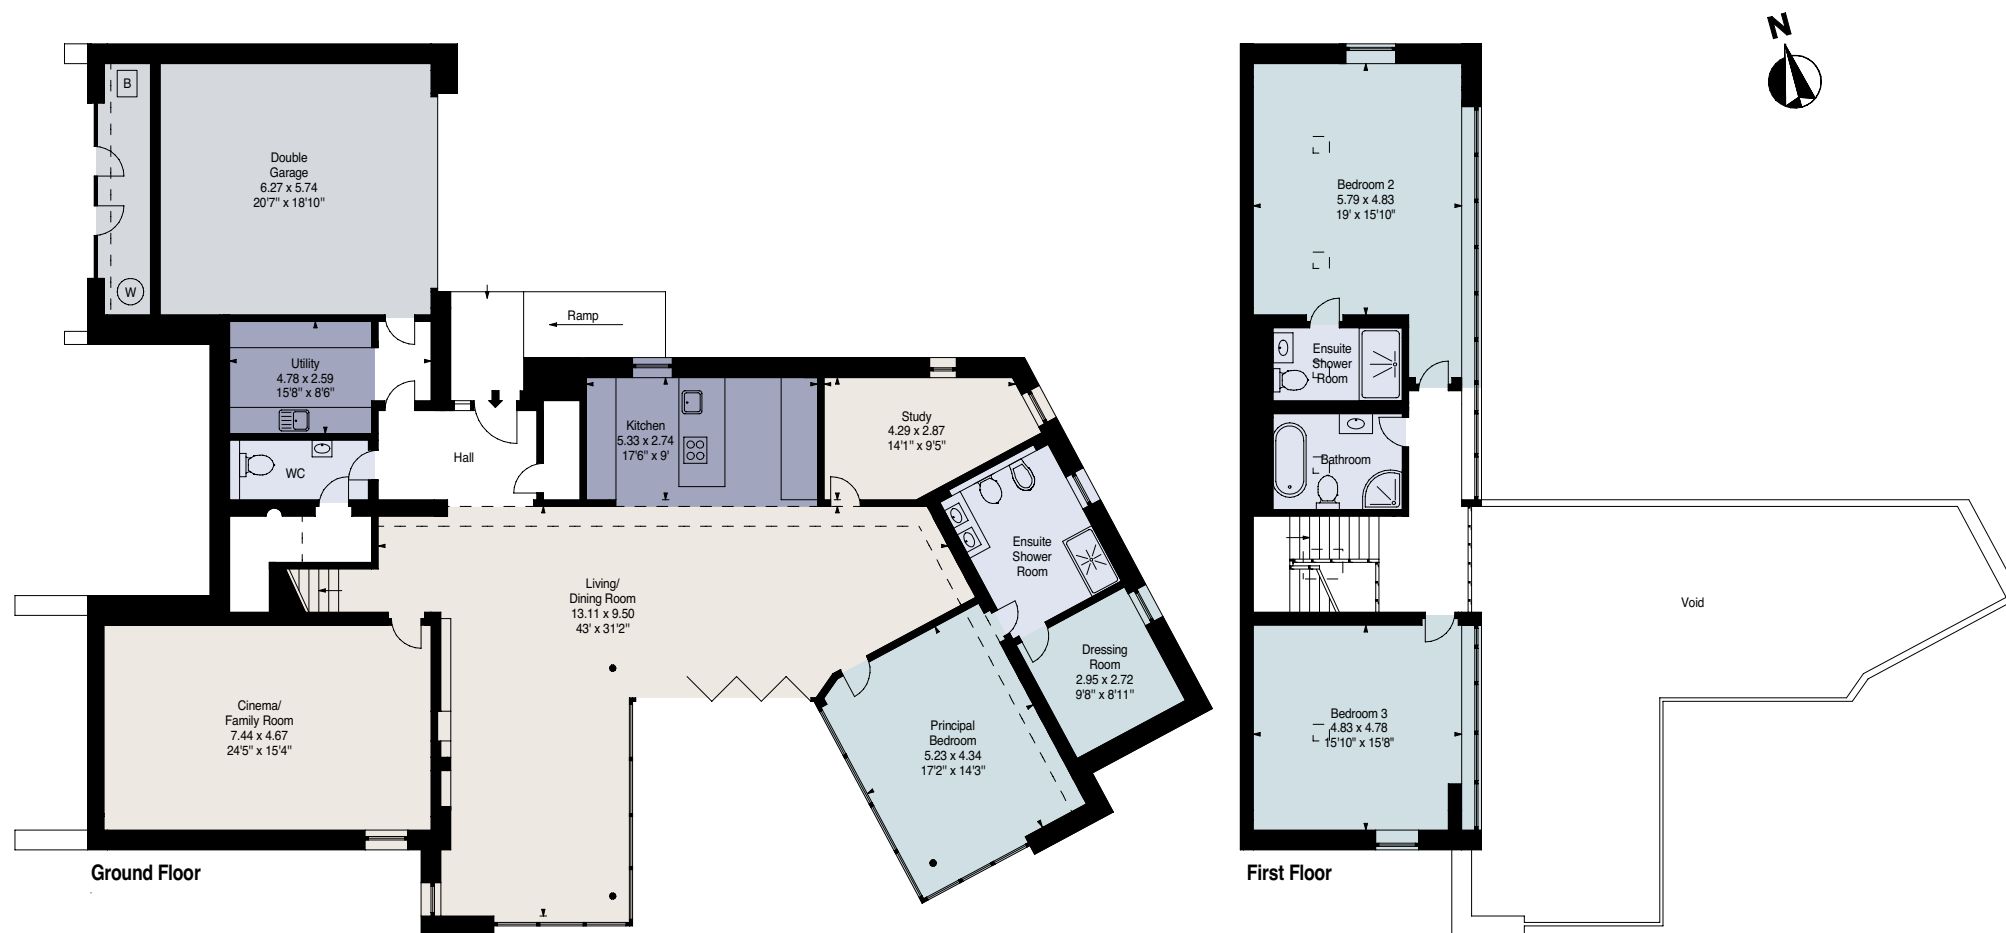 N
B
Double
Garage
6.27 x 5.74
20'7" x 18'10"
W
Ramp
Utility
4.78 x 2.59
15'8" x 8'6"
WC
Hall
Kitchen
5.33 x 2.74
17'6" x 9'
Study
4.29 x 2.87
14'1" x 9'5"
Ensuite
Shower
Room
Living/
Dining Room
13.11 x 9.50
43' x 31'2"
Dressing
Room
2.95 x 2.72
9'8" x 8'11"
Cinema/
Family Room
7.44 x 4.67
24'5" x 15'4"
Principal
Bedroom
5.23 x 4.34
17'2" x 14'3"
Ground Floor
Bedroom 2
5.79 x 4.83
19' x 15'10"
Ensuite
Shower
Room
Bathroom
Void
Bedroom 3
4.83 x 4.78
15'10" x 15'8"
First Floor